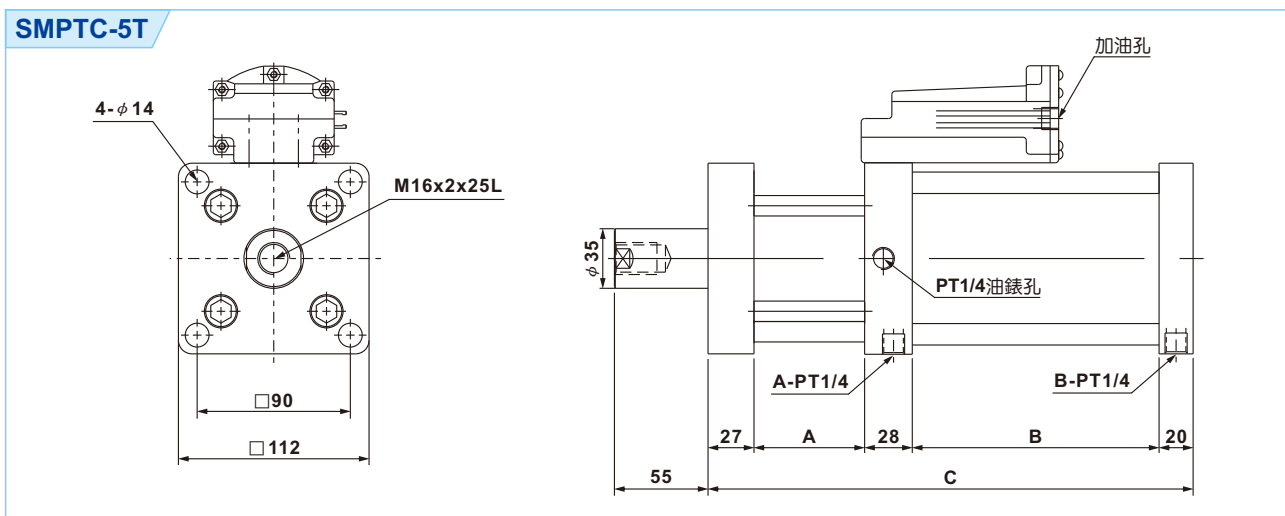 SMPTC-5T
加油孔
4-φ14
M16x2x25L
φ35
PT1/4油錶孔
A-PT1/4
B-PT1/4
□90
□112
27
A
28
B
20
55
C